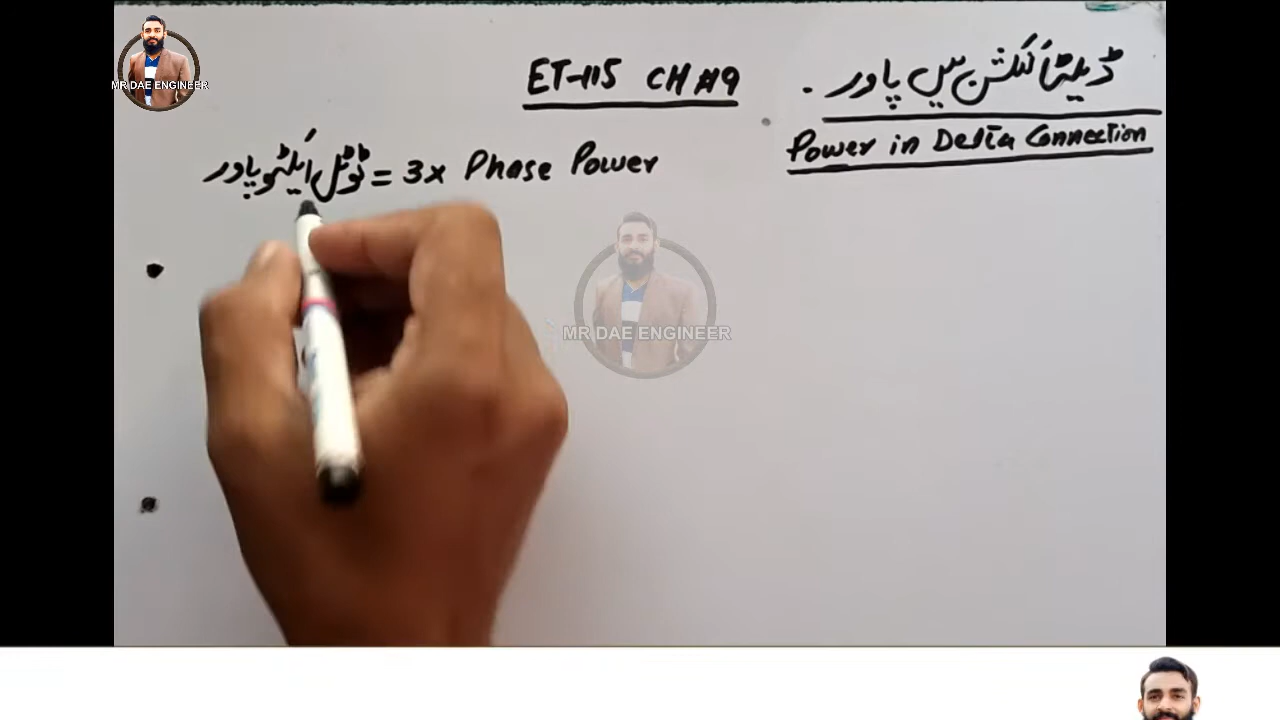 MR DAE ENGINEER
ET-115 CH #9
ڈیلٹا کنکشن میں پاور .
Power in Delta Connection
ٹوٹل ایکٹو پاور = 3x Phase Power
MR DAE ENGINEER